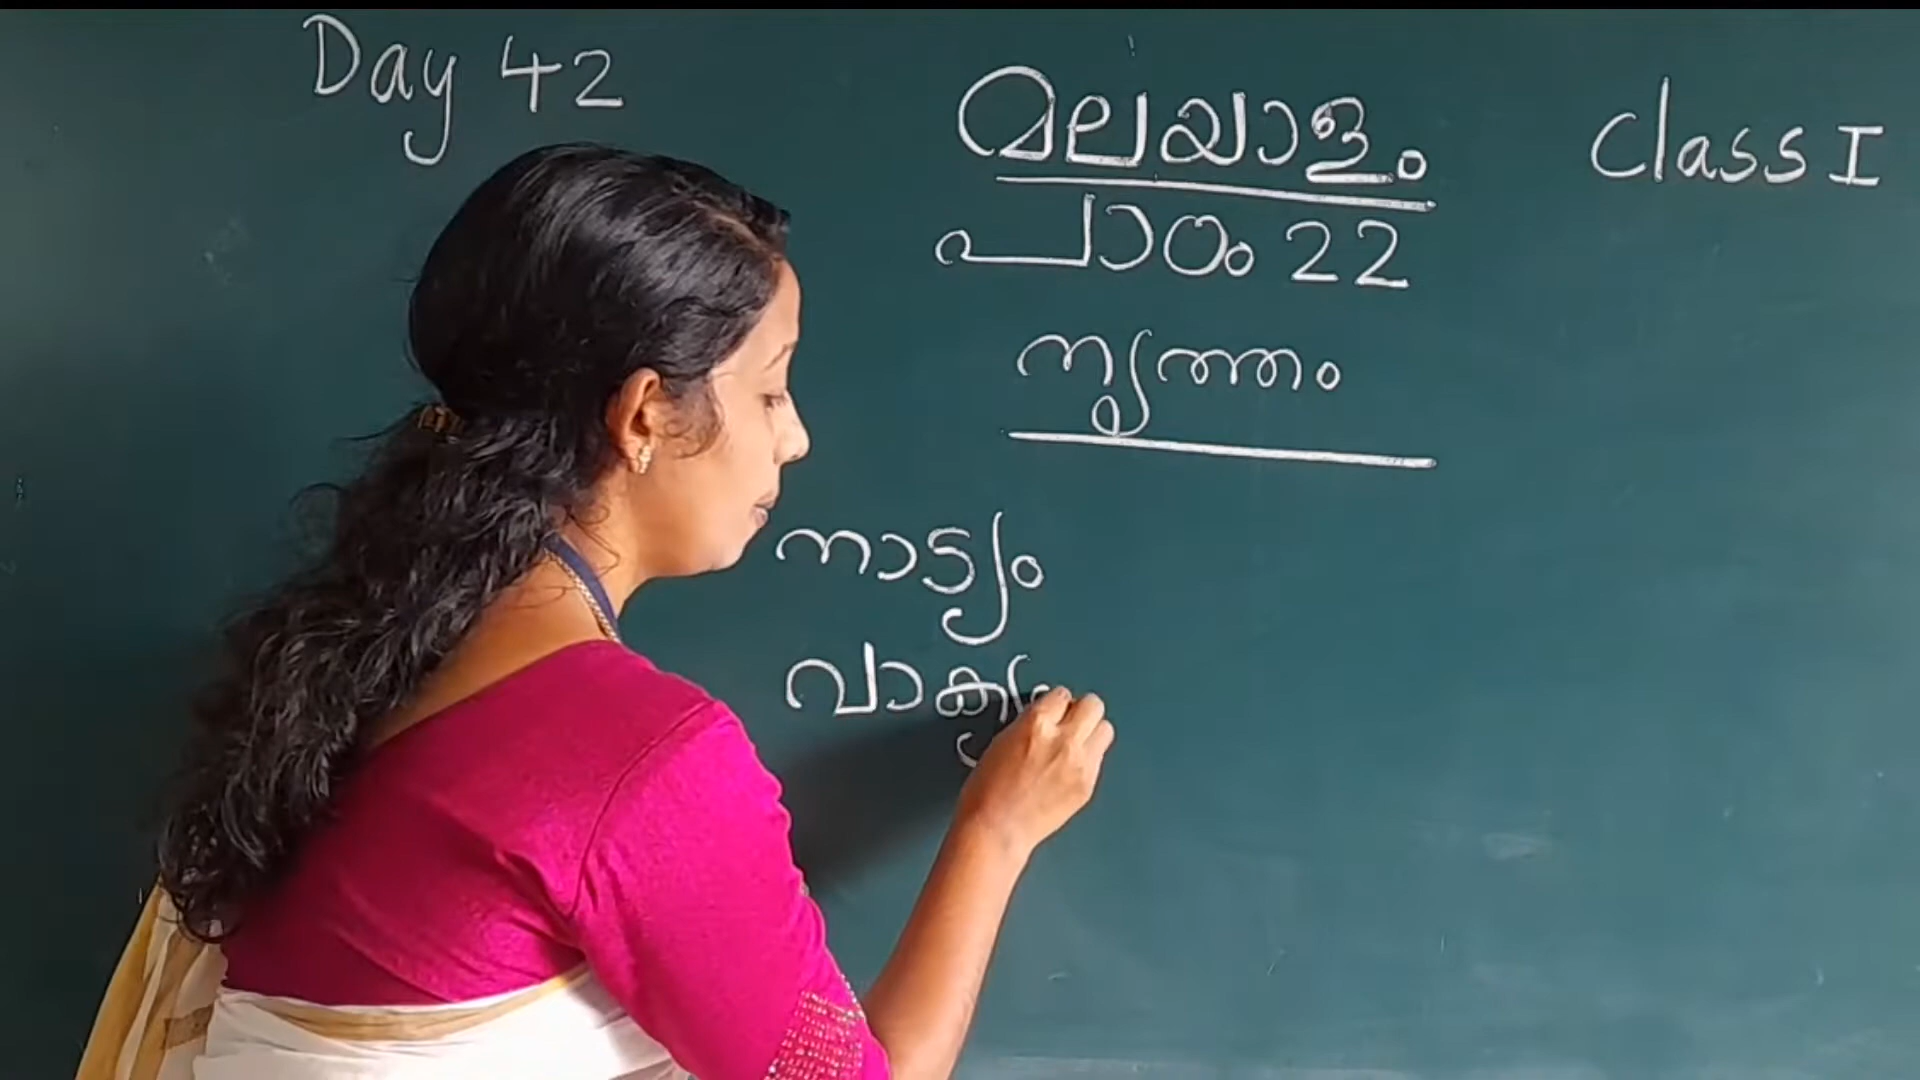 Day 42
മലയാളം
Class I
പാഠം 22
നൃത്തം
നാട്യം
വാക്യം